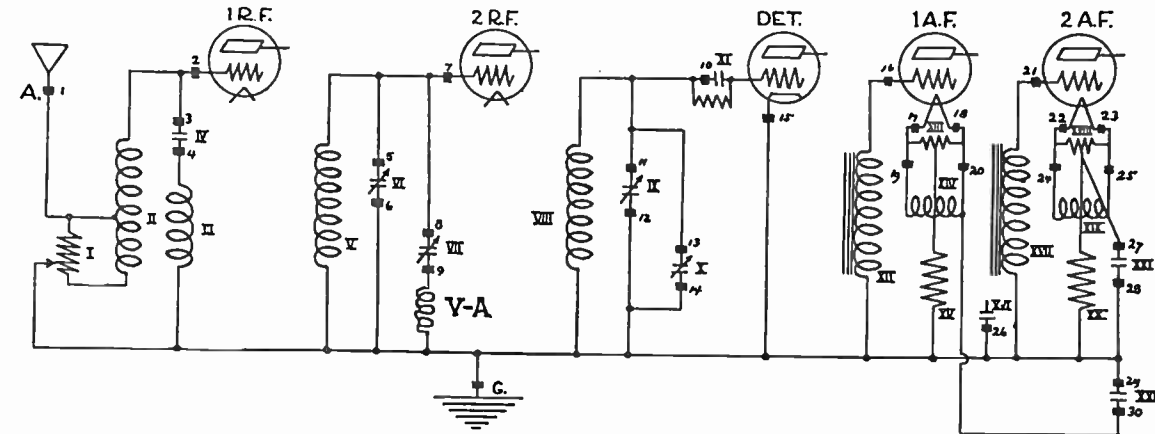 1 R.F. 2 R.F. DET. 1 A.F. 2 A.F.
A. 1 2 7 10 XI 16 21
3 IV 4 5 VI 6 15 17 XIII 18 22 XVIII 23
I II III V 8 VII 9 VIII 11 IX 12 13 X 14 19 XIV 20 24 XIX 25
V-A XII XV XVI 26 XVII XX 27 XXI 28
G. 29 30